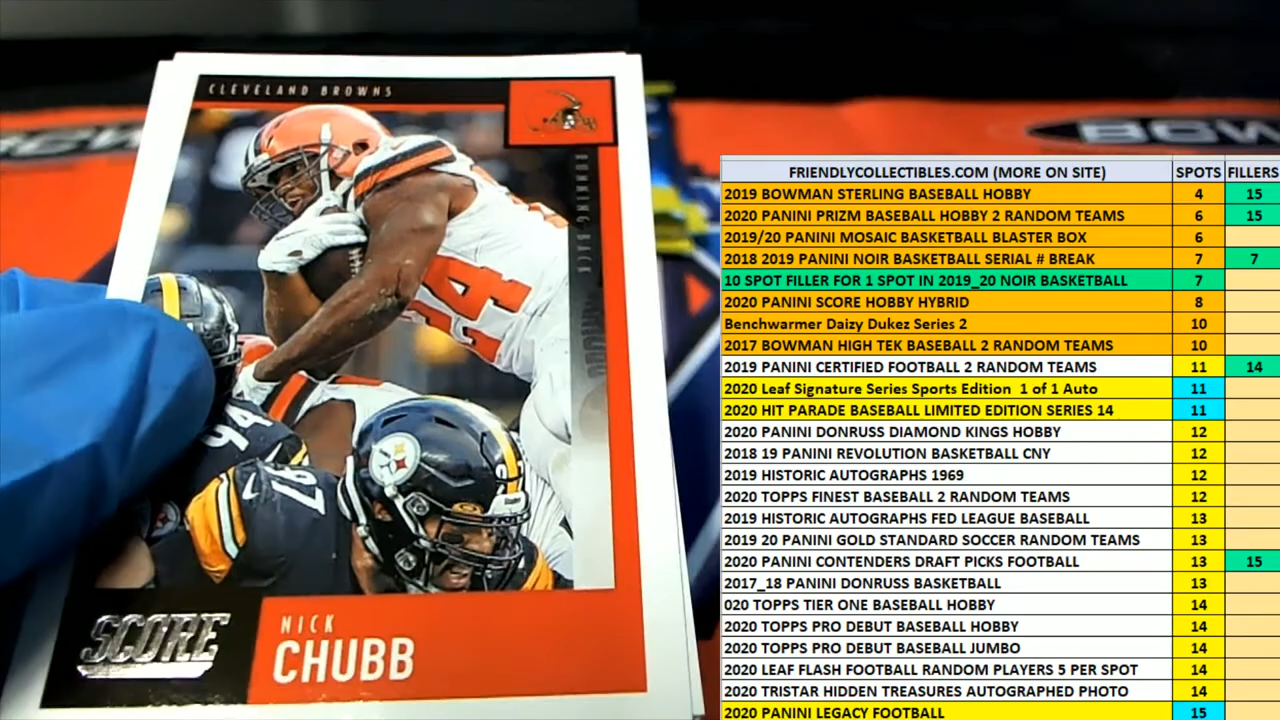 CLEVELAND BROWNS
RUNNING BACK
24
94
97
SCORE
NICK
CHUBB
BCW
BCW
FRIENDLYCOLLECTIBLES.COM (MORE ON SITE) SPOTS FILLERS
2019 BOWMAN STERLING BASEBALL HOBBY 4 15
2020 PANINI PRIZM BASEBALL HOBBY 2 RANDOM TEAMS 6 15
2019/20 PANINI MOSAIC BASKETBALL BLASTER BOX 6
2018 2019 PANINI NOIR BASKETBALL SERIAL # BREAK 7 7
10 SPOT FILLER FOR 1 SPOT IN 2019_20 NOIR BASKETBALL 7
2020 PANINI SCORE HOBBY HYBRID 8
Benchwarmer Daizy Dukez Series 2 10
2017 BOWMAN HIGH TEK BASEBALL 2 RANDOM TEAMS 10
2019 PANINI CERTIFIED FOOTBALL 2 RANDOM TEAMS 11 14
2020 Leaf Signature Series Sports Edition 1 of 1 Auto 11
2020 HIT PARADE BASEBALL LIMITED EDITION SERIES 14 11
2020 PANINI DONRUSS DIAMOND KINGS HOBBY 12
2018 19 PANINI REVOLUTION BASKETBALL CNY 12
2019 HISTORIC AUTOGRAPHS 1969 12
2020 TOPPS FINEST BASEBALL 2 RANDOM TEAMS 12
2019 HISTORIC AUTOGRAPHS FED LEAGUE BASEBALL 13
2019 20 PANINI GOLD STANDARD SOCCER RANDOM TEAMS 13
2020 PANINI CONTENDERS DRAFT PICKS FOOTBALL 13 15
2017_18 PANINI DONRUSS BASKETBALL 13
020 TOPPS TIER ONE BASEBALL HOBBY 14
2020 TOPPS PRO DEBUT BASEBALL HOBBY 14
2020 TOPPS PRO DEBUT BASEBALL JUMBO 14
2020 LEAF FLASH FOOTBALL RANDOM PLAYERS 5 PER SPOT 14
2020 TRISTAR HIDDEN TREASURES AUTOGRAPHED PHOTO 14
2020 PANINI LEGACY FOOTBALL 15